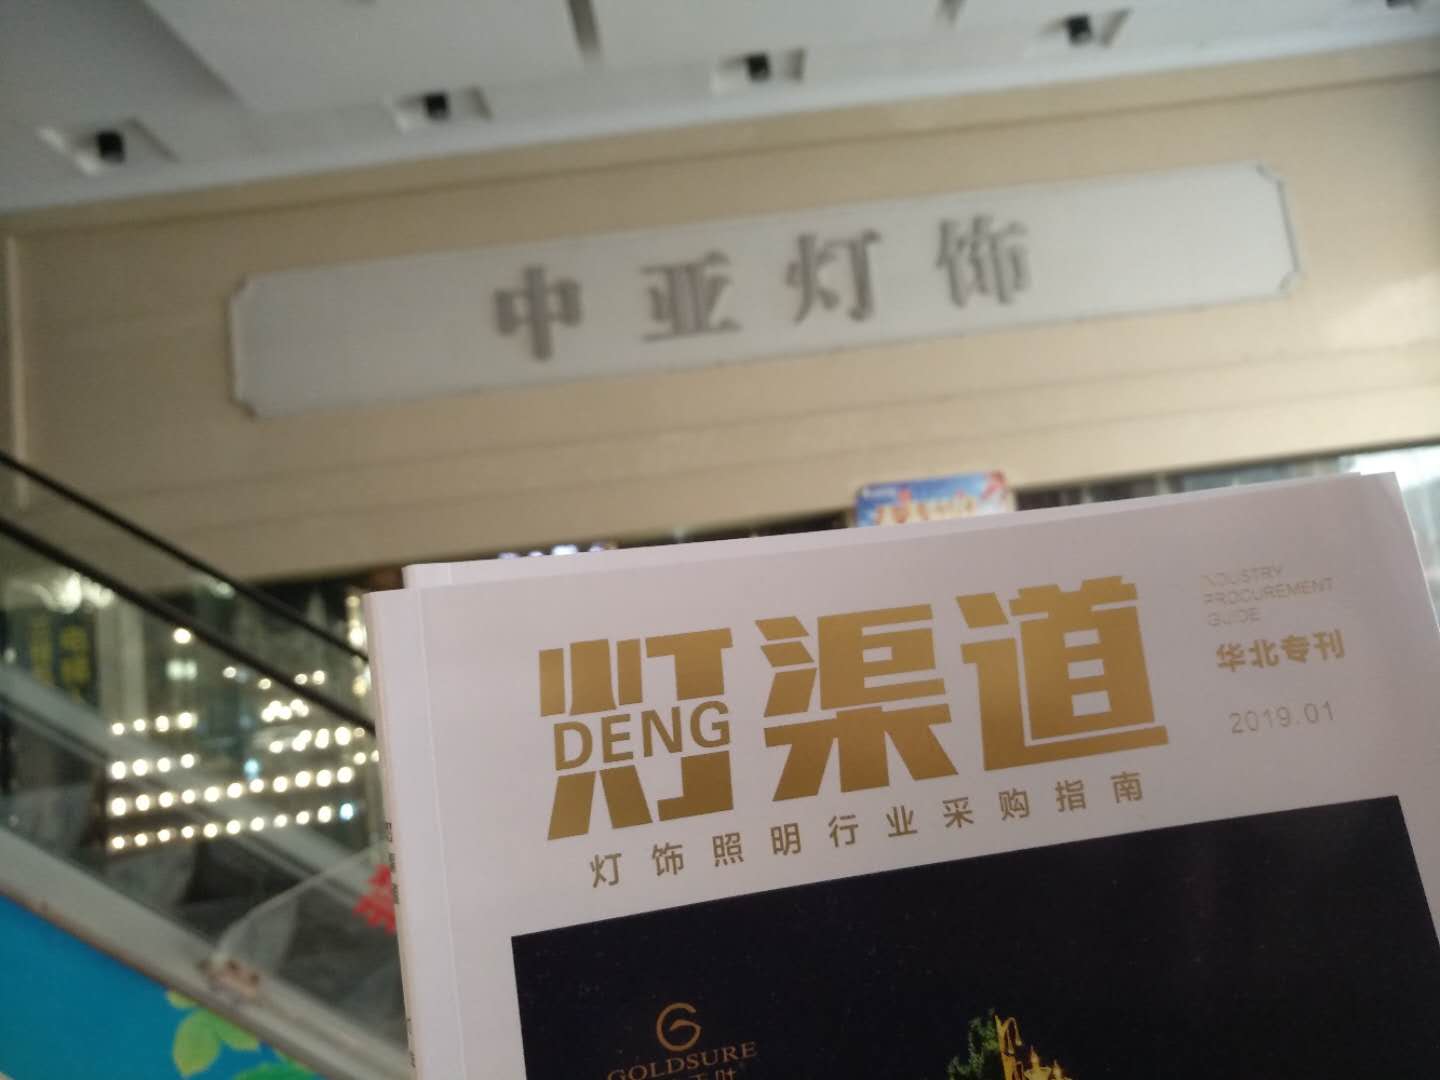 中亚灯饰
灯渠道
DENG
灯饰照明行业采购指南
INDUSTRY
PROCUREMENT
GUIDE
华北专刊
2019.01
GOLDSURE